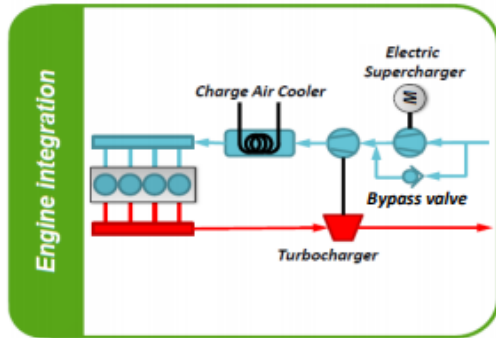 Engine integration
Electric
Supercharger
M
Charge Air Cooler
Bypass valve
Turbocharger